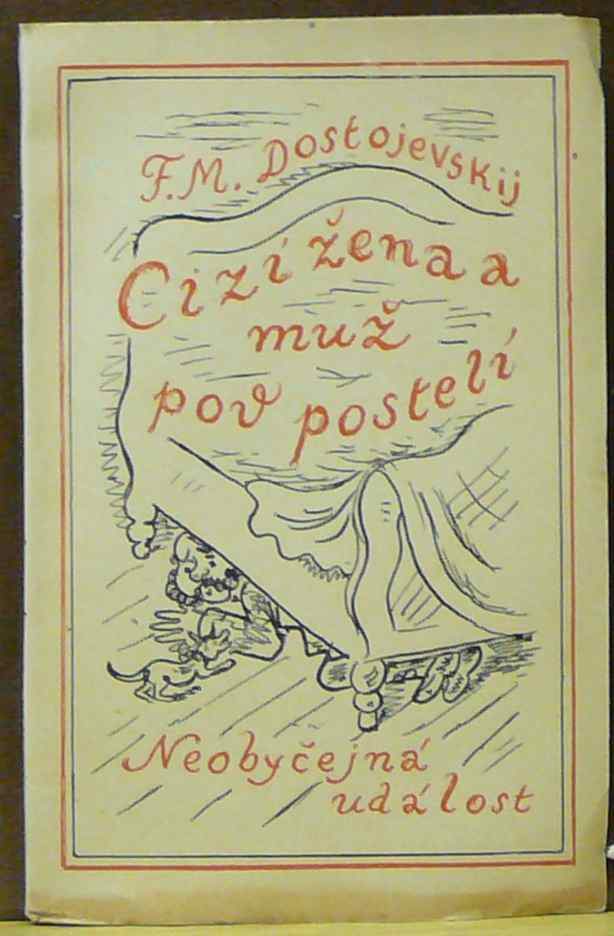 F.M. Dostojevskij
Cizí žena a
muž
pod postelí
Neobyčejná
událost